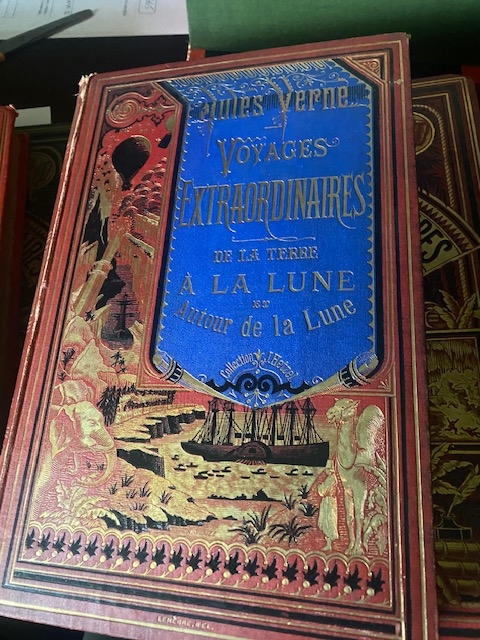 Jules Verne
VOYAGES
EXTRAORDINAIRES
DE LA TERRE
À LA LUNE
ET
Autour de la Lune
Collection J. Hetzel